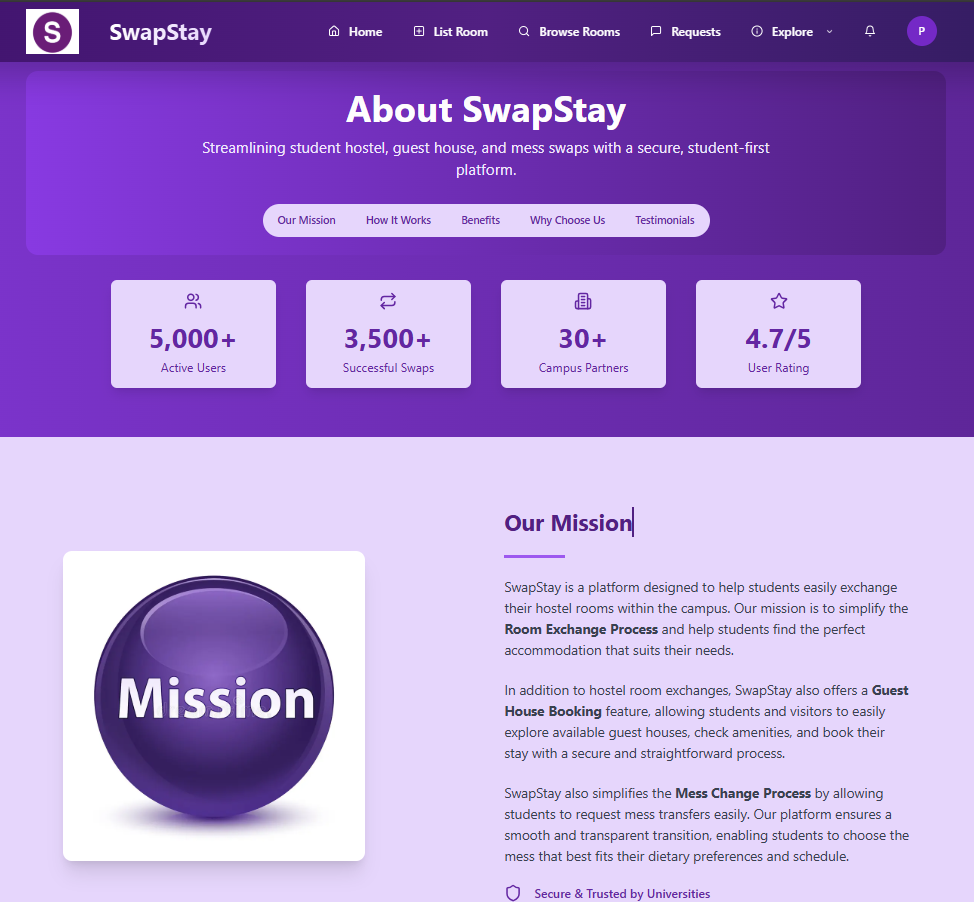 S
SwapStay
Home
List Room
Browse Rooms
Requests
Explore
P
About SwapStay
Streamlining student hostel, guest house, and mess swaps with a secure, student-first
platform.
Our Mission
How It Works
Benefits
Why Choose Us
Testimonials
5,000+
Active Users
3,500+
Successful Swaps
30+
Campus Partners
4.7/5
User Rating
Mission
Our Mission
SwapStay is a platform designed to help students easily exchange
their hostel rooms within the campus. Our mission is to simplify the
Room Exchange Process and help students find the perfect
accommodation that suits their needs.
In addition to hostel room exchanges, SwapStay also offers a Guest
House Booking feature, allowing students and visitors to easily
explore available guest houses, check amenities, and book their
stay with a secure and straightforward process.
SwapStay also simplifies the Mess Change Process by allowing
students to request mess transfers easily. Our platform ensures a
smooth and transparent transition, enabling students to choose the
mess that best fits their dietary preferences and schedule.
Secure & Trusted by Universities